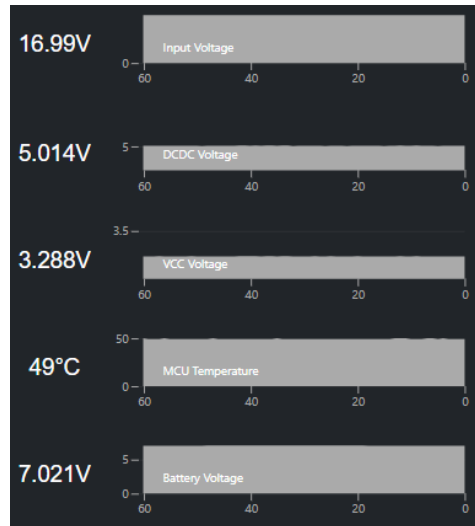 16.99V
Input Voltage
0
60 40 20 0
5.014V
5
DCDC Voltage
60 40 20 0
3.5
3.288V
VCC Voltage
60 40 20 0
50
49°C
MCU Temperature
0
60 40 20 0
5
7.021V
Battery Voltage
0
60 40 20 0